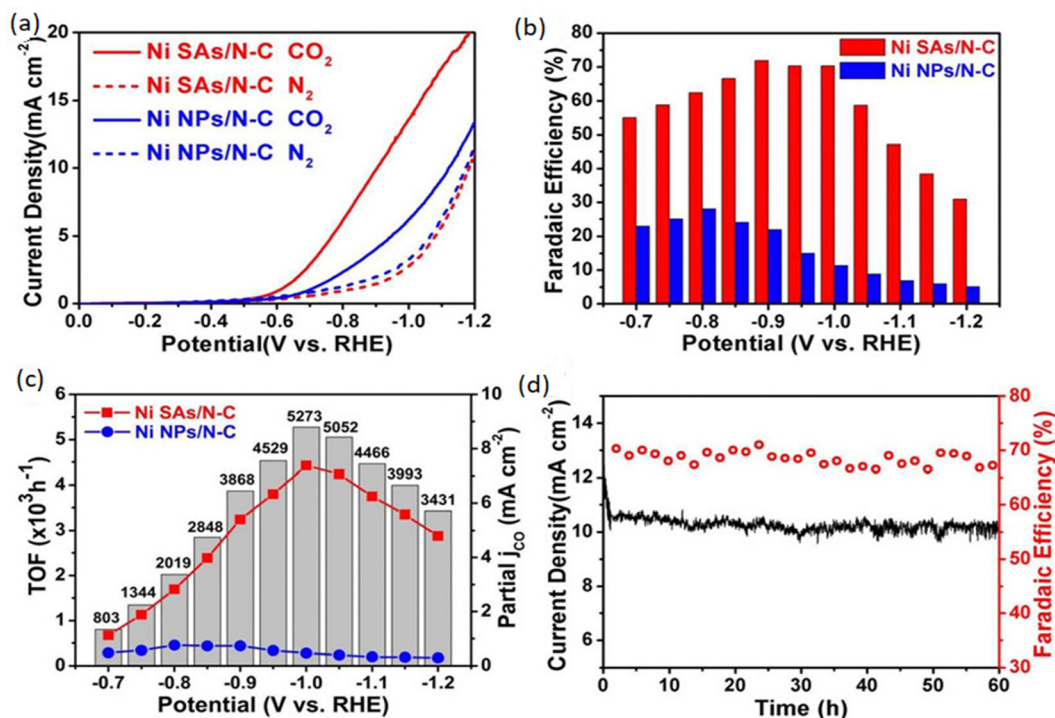 (a)
20
15
10
5
0
Current Density(mA cm-2)
Ni SAs/N-C CO2
Ni SAs/N-C N2
Ni NPs/N-C CO2
Ni NPs/N-C N2
0.0 -0.2 -0.4 -0.6 -0.8 -1.0 -1.2
Potential(V vs. RHE)
(b)
80
70
60
50
40
30
20
10
0
Faradaic Efficiency (%)
Ni SAs/N-C
Ni NPs/N-C
-0.7 -0.8 -0.9 -1.0 -1.1 -1.2
Potential (V vs. RHE)
(c)
6
5
4
3
2
1
0
TOF (x10³h-1)
Ni SAs/N-C
Ni NPs/N-C
803
1344
2019
2848
3868
4529
5273
5052
4466
3993
3431
10
8
6
4
2
0
Partial jCO (mA cm-2)
-0.7 -0.8 -0.9 -1.0 -1.1 -1.2
Potential (V vs. RHE)
(d)
14
12
10
8
6
Current Density(mA cm-2)
80
70
60
50
40
30
Faradaic Efficiency (%)
0 10 20 30 40 50 60
Time (h)